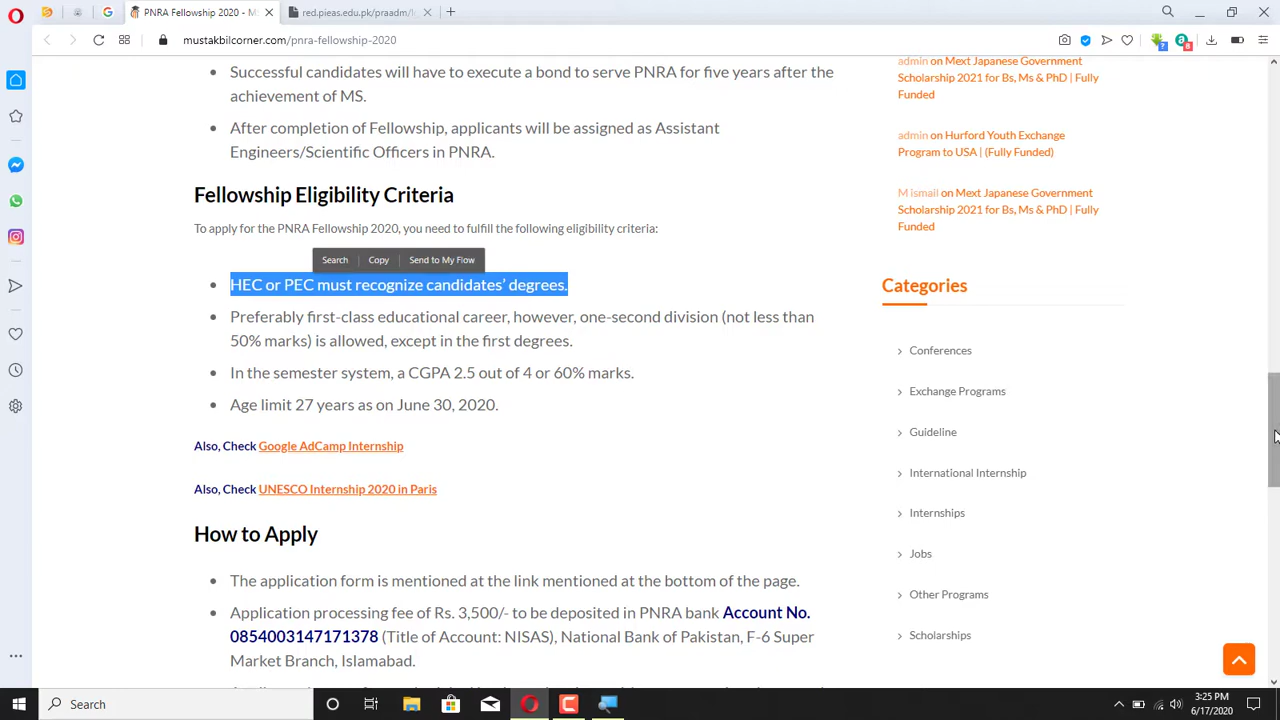 PNRA Fellowship 2020 - M
red.pieas.edu.pk/praadm/l
mustakbilcorner.com/pnra-fellowship-2020
Successful candidates will have to execute a bond to serve PNRA for five years after the
achievement of MS.
After completion of Fellowship, applicants will be assigned as Assistant
Engineers/Scientific Officers in PNRA.
Fellowship Eligibility Criteria
To apply for the PNRA Fellowship 2020, you need to fulfill the following eligibility criteria:
Search Copy Send to My Flow
HEC or PEC must recognize candidates’ degrees.
Preferably first-class educational career, however, one-second division (not less than
50% marks) is allowed, except in the first degrees.
In the semester system, a CGPA 2.5 out of 4 or 60% marks.
Age limit 27 years as on June 30, 2020.
Also, Check Google AdCamp Internship
Also, Check UNESCO Internship 2020 in Paris
How to Apply
The application form is mentioned at the link mentioned at the bottom of the page.
Application processing fee of Rs. 3,500/- to be deposited in PNRA bank Account No.
0854003147171378 (Title of Account: NISAS), National Bank of Pakistan, F-6 Super
Market Branch, Islamabad.
admin on Mext Japanese Government
Scholarship 2021 for Bs, Ms & PhD | Fully
Funded
admin on Hurford Youth Exchange
Program to USA | (Fully Funded)
M ismail on Mext Japanese Government
Scholarship 2021 for Bs, Ms & PhD | Fully
Funded
Categories
Conferences
Exchange Programs
Guideline
International Internship
Internships
Jobs
Other Programs
Scholarships
Search
3:25 PM
6/17/2020